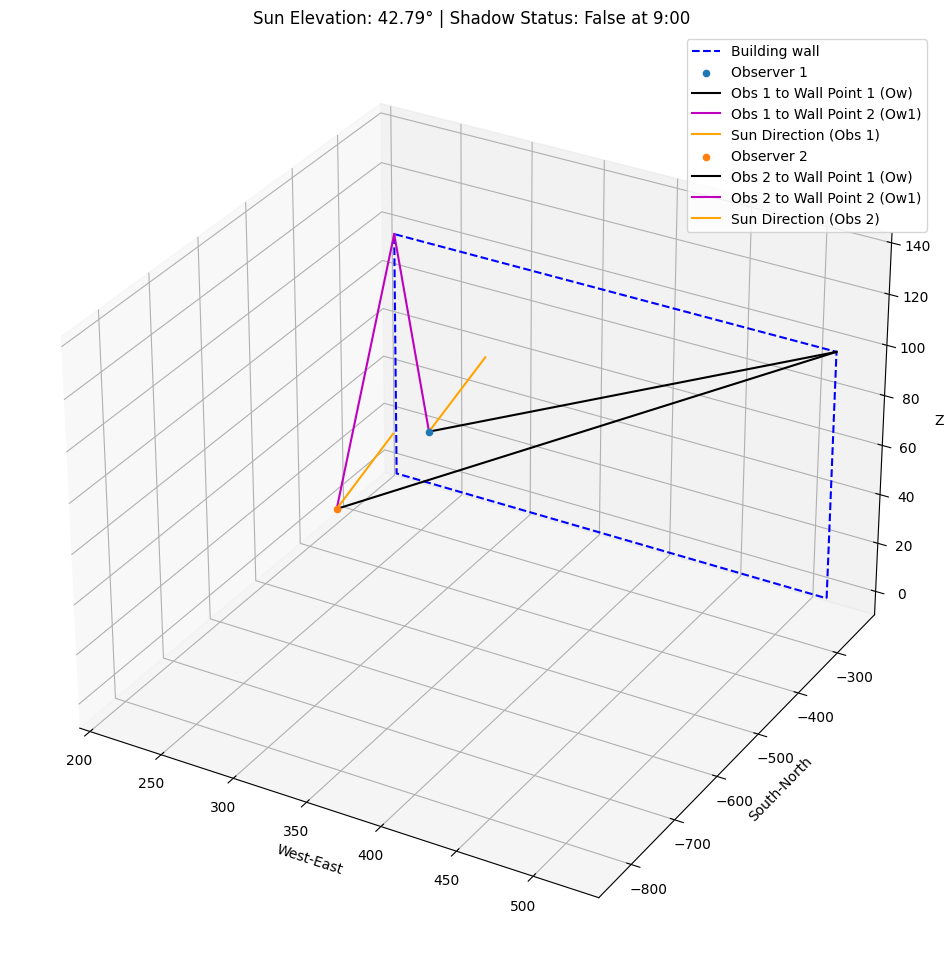 Sun Elevation: 42.79° | Shadow Status: False at 9:00
Building wall
Observer 1
Obs 1 to Wall Point 1 (Ow)
Obs 1 to Wall Point 2 (Ow1)
Sun Direction (Obs 1)
Observer 2
Obs 2 to Wall Point 1 (Ow)
Obs 2 to Wall Point 2 (Ow1)
Sun Direction (Obs 2)
140
120
100
80
60
40
20
0
Z
−300
−400
−500
−600
−700
−800
South-North
200
250
300
350
400
450
500
West-East